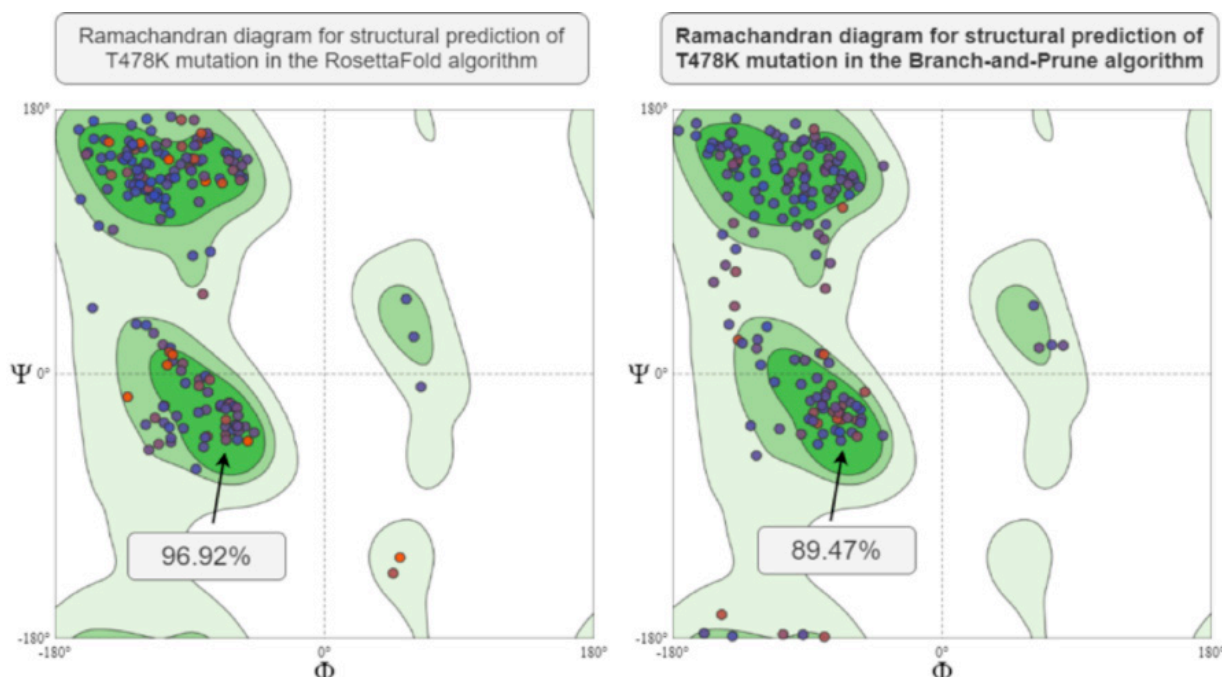 Ramachandran diagram for structural prediction of
T478K mutation in the RosettaFold algorithm
180°
Ψ 0°
96.92%
-180°
-180° 0° 180°
Φ
Ramachandran diagram for structural prediction of
T478K mutation in the Branch-and-Prune algorithm
180°
Ψ 0°
89.47%
-180°
-180° 0° 180°
Φ